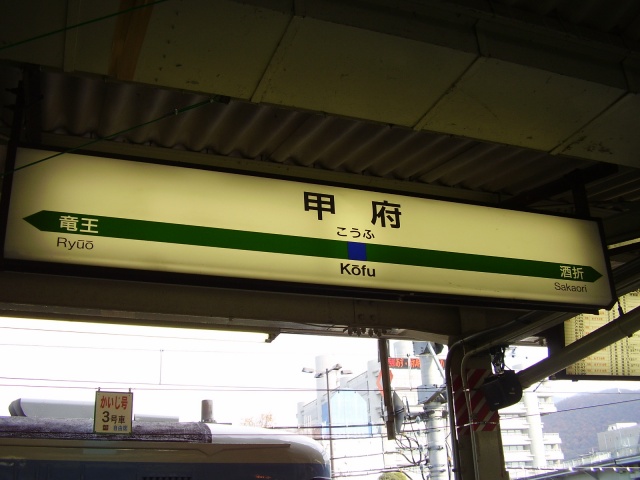 甲府
こうふ
Kōfu
竜王
Ryūō
酒折
Sakaori
かいじ号
3号車